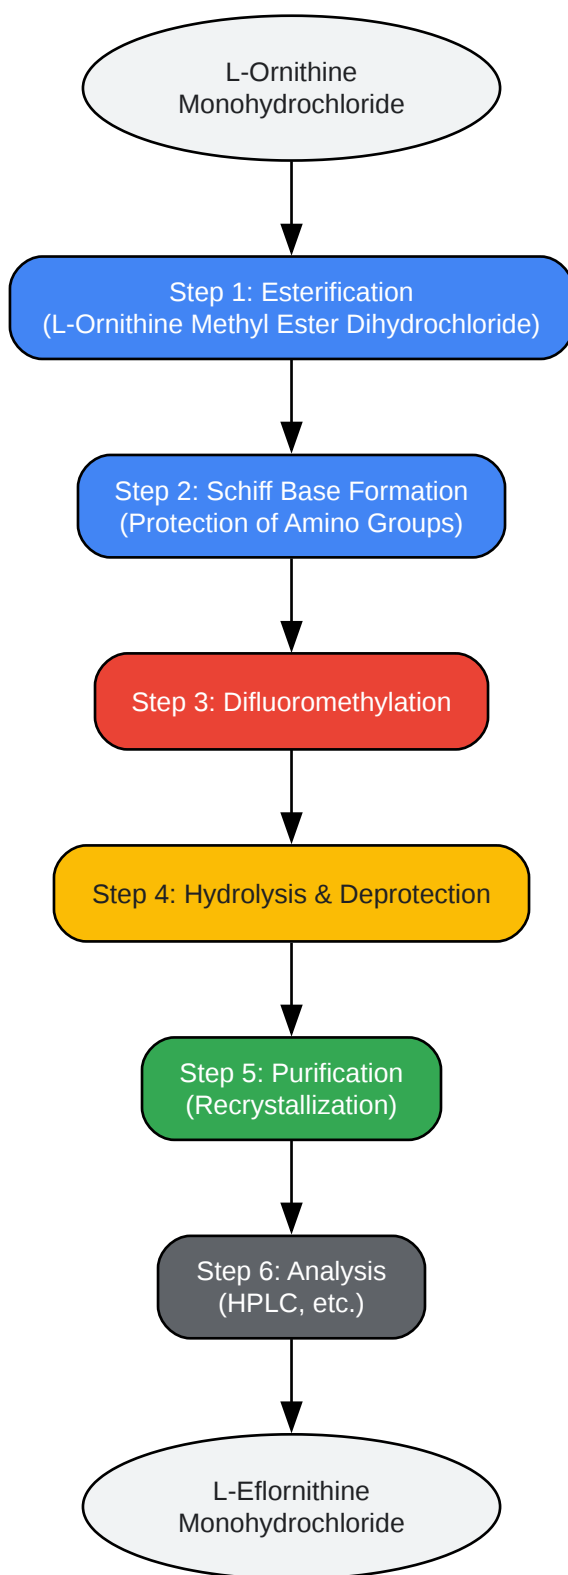 L-Ornithine
Monohydrochloride
Step 1: Esterification
(L-Ornithine Methyl Ester Dihydrochloride)
Step 2: Schiff Base Formation
(Protection of Amino Groups)
Step 3: Difluoromethylation
Step 4: Hydrolysis & Deprotection
Step 5: Purification
(Recrystallization)
Step 6: Analysis
(HPLC, etc.)
L-Eflornithine
Monohydrochloride